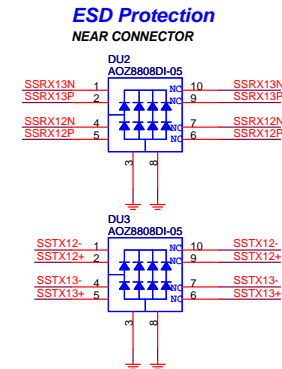 ESD Protection
NEAR CONNECTOR
DU2
AOZ8808DI-05
SSRX13N 1 NC 10 SSRX13N
SSRX13P 2 NC 9 SSRX13P
SSRX12N 4 NC 7 SSRX12N
SSRX12P 5 NC 6 SSRX12P
3 8
DU3
AOZ8808DI-05
SSTX12- 1 NC 10 SSTX12-
SSTX12+ 2 NC 9 SSTX12+
SSTX13- 4 NC 7 SSTX13-
SSTX13+ 5 NC 6 SSTX13+
3 8